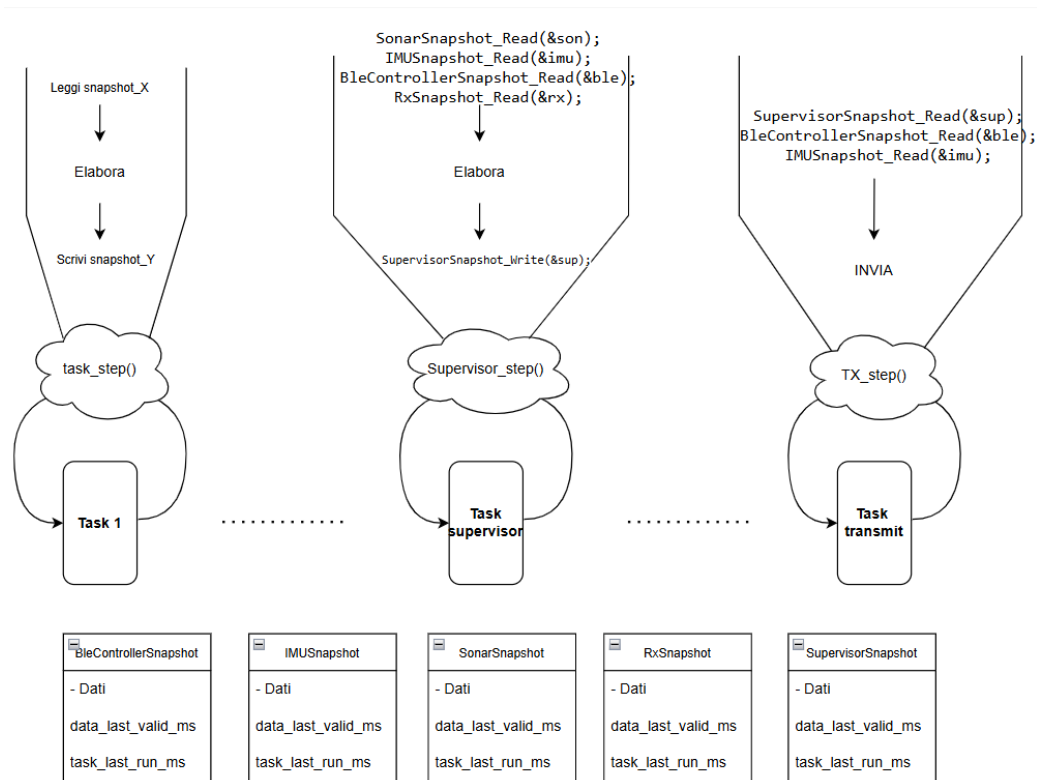 Leggi snapshot_X
Elabora
Scrivi snapshot_Y
task_step()
Task 1
SonarSnapshot_Read(&son);
IMUSnapshot_Read(&imu);
BleControllerSnapshot_Read(&ble);
RxSnapshot_Read(&rx);
Elabora
SupervisorSnapshot_Write(&sup);
Supervisor_step()
Task
supervisor
SupervisorSnapshot_Read(&sup);
BleControllerSnapshot_Read(&ble);
IMUSnapshot_Read(&imu);
INVIA
TX_step()
Task
transmit
BleControllerSnapshot
- Dati
data_last_valid_ms
task_last_run_ms
IMUSnapshot
- Dati
data_last_valid_ms
task_last_run_ms
SonarSnapshot
- Dati
data_last_valid_ms
task_last_run_ms
RxSnapshot
- Dati
data_last_valid_ms
task_last_run_ms
SupervisorSnapshot
- Dati
data_last_valid_ms
task_last_run_ms